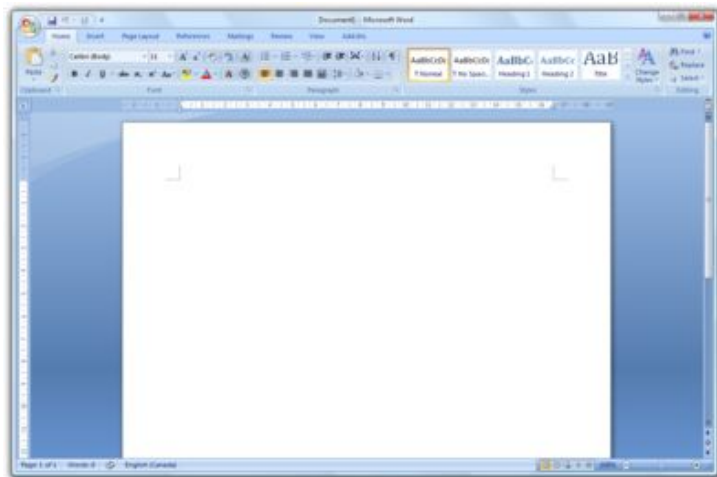 Document1 - Microsoft Word
Home Insert Page Layout References Mailings Review View Add-Ins
Calibri (Body) 11 Find
AaBbCcDc AaBbCcDc AaBbC AaBbCc AaB Replace
Paste Normal No Spaci... Heading 1 Heading 2 Title Change Styles Select
Clipboard Font Paragraph Styles Editing
Page 1 of 1 Words: 0 English (Canada)